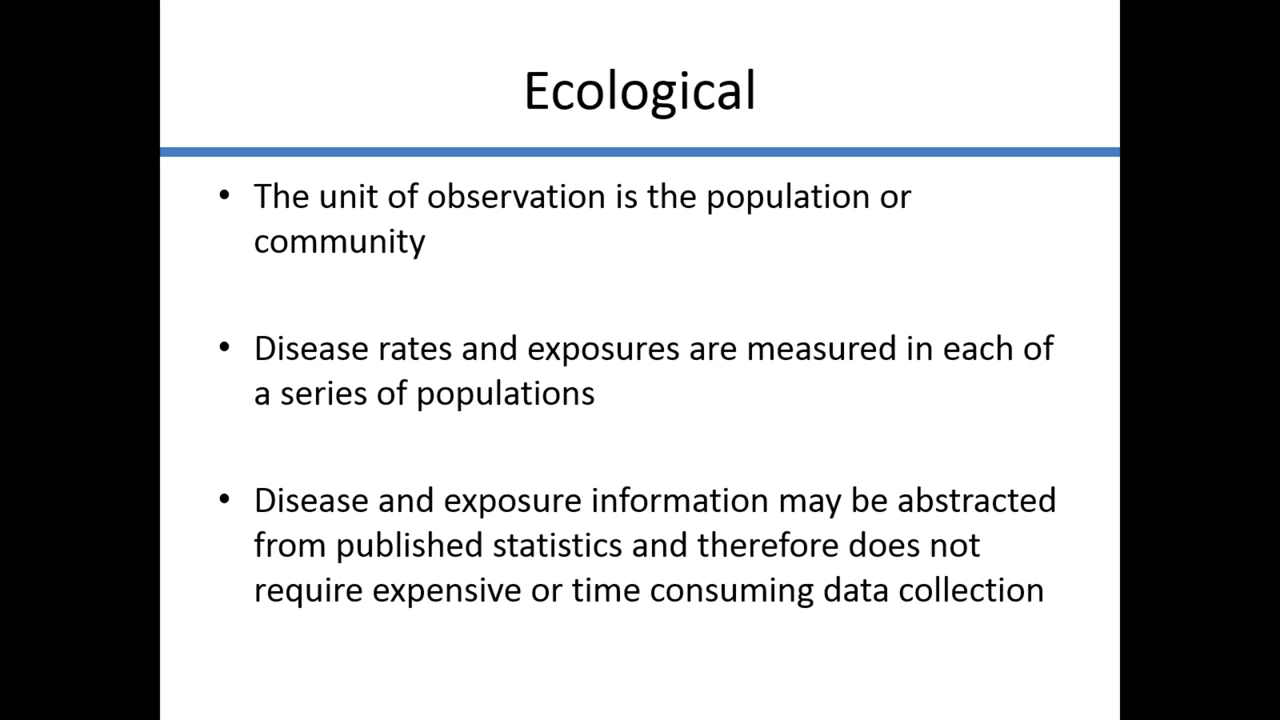 Ecological
• The unit of observation is the population or
community
• Disease rates and exposures are measured in each of
a series of populations
• Disease and exposure information may be abstracted
from published statistics and therefore does not
require expensive or time consuming data collection